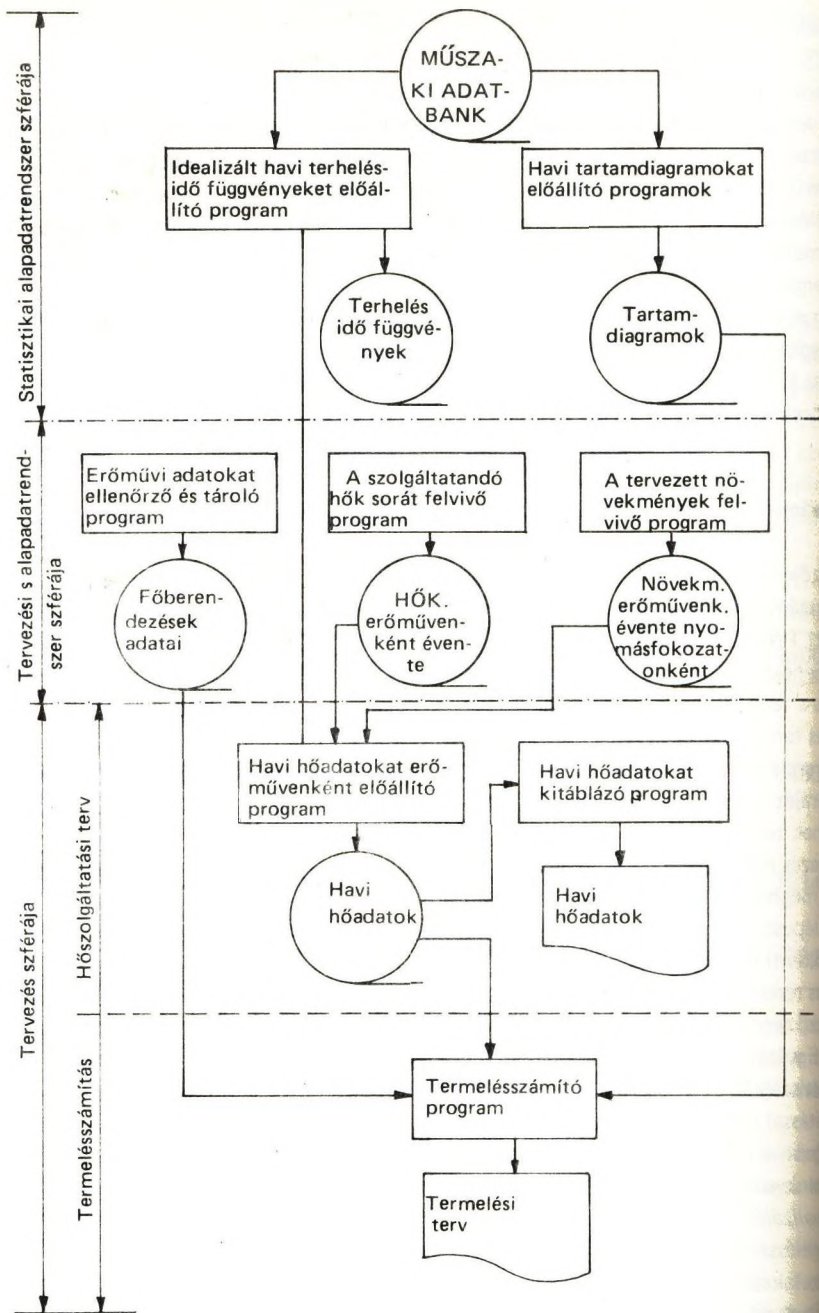 MŰSZA-
KI ADAT-
BANK
Idealizált havi terhelés-
idő függvényeket előál-
lító program
Havi tartamdiagramokat
előállító programok
Terhelés
idő függvé-
nyek
Tartam-
diagramok
Statisztikai alapadatrendszer szférája
Erőművi adatokat
ellenőrző és tároló
program
A szolgáltatandó
hők sorát felvivő
program
A tervezett nö-
vekmények fel-
vivő program
Főberen-
dezések
adatai
HŐK.
erőműven-
ként éven-
te
Növekm.
erőművenk.
évente nyo-
másfokozat-
onként
Tervezési s alapadatrend-
szer szférája
Havi hőadatokat erő-
művenként előállító
program
Havi hőadatokat
kitáblázó program
Havi
hőadatok
Havi
hőadatok
Tervezés szférája
Hőszolgáltatási terv
Termelésszámító
program
Termelési
terv
Termelésszámítás